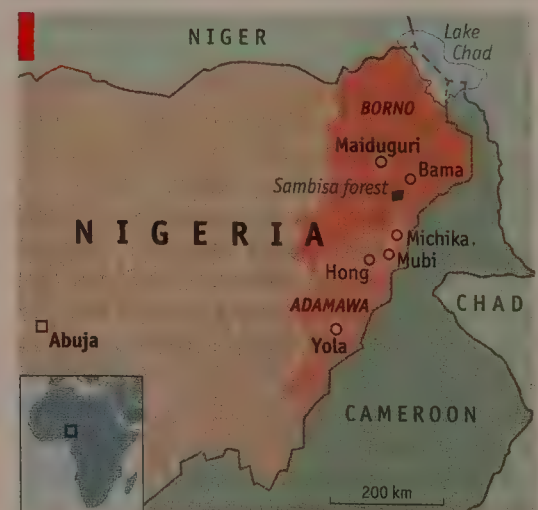 NIGER
Lake
Chad
BORNO
Maiduguri
Bama
Sambisa forest
NIGERIA
Michika
Mubi
Hong
CHAD
ADAMAWA
Yola
Abuja
CAMEROON
200 km